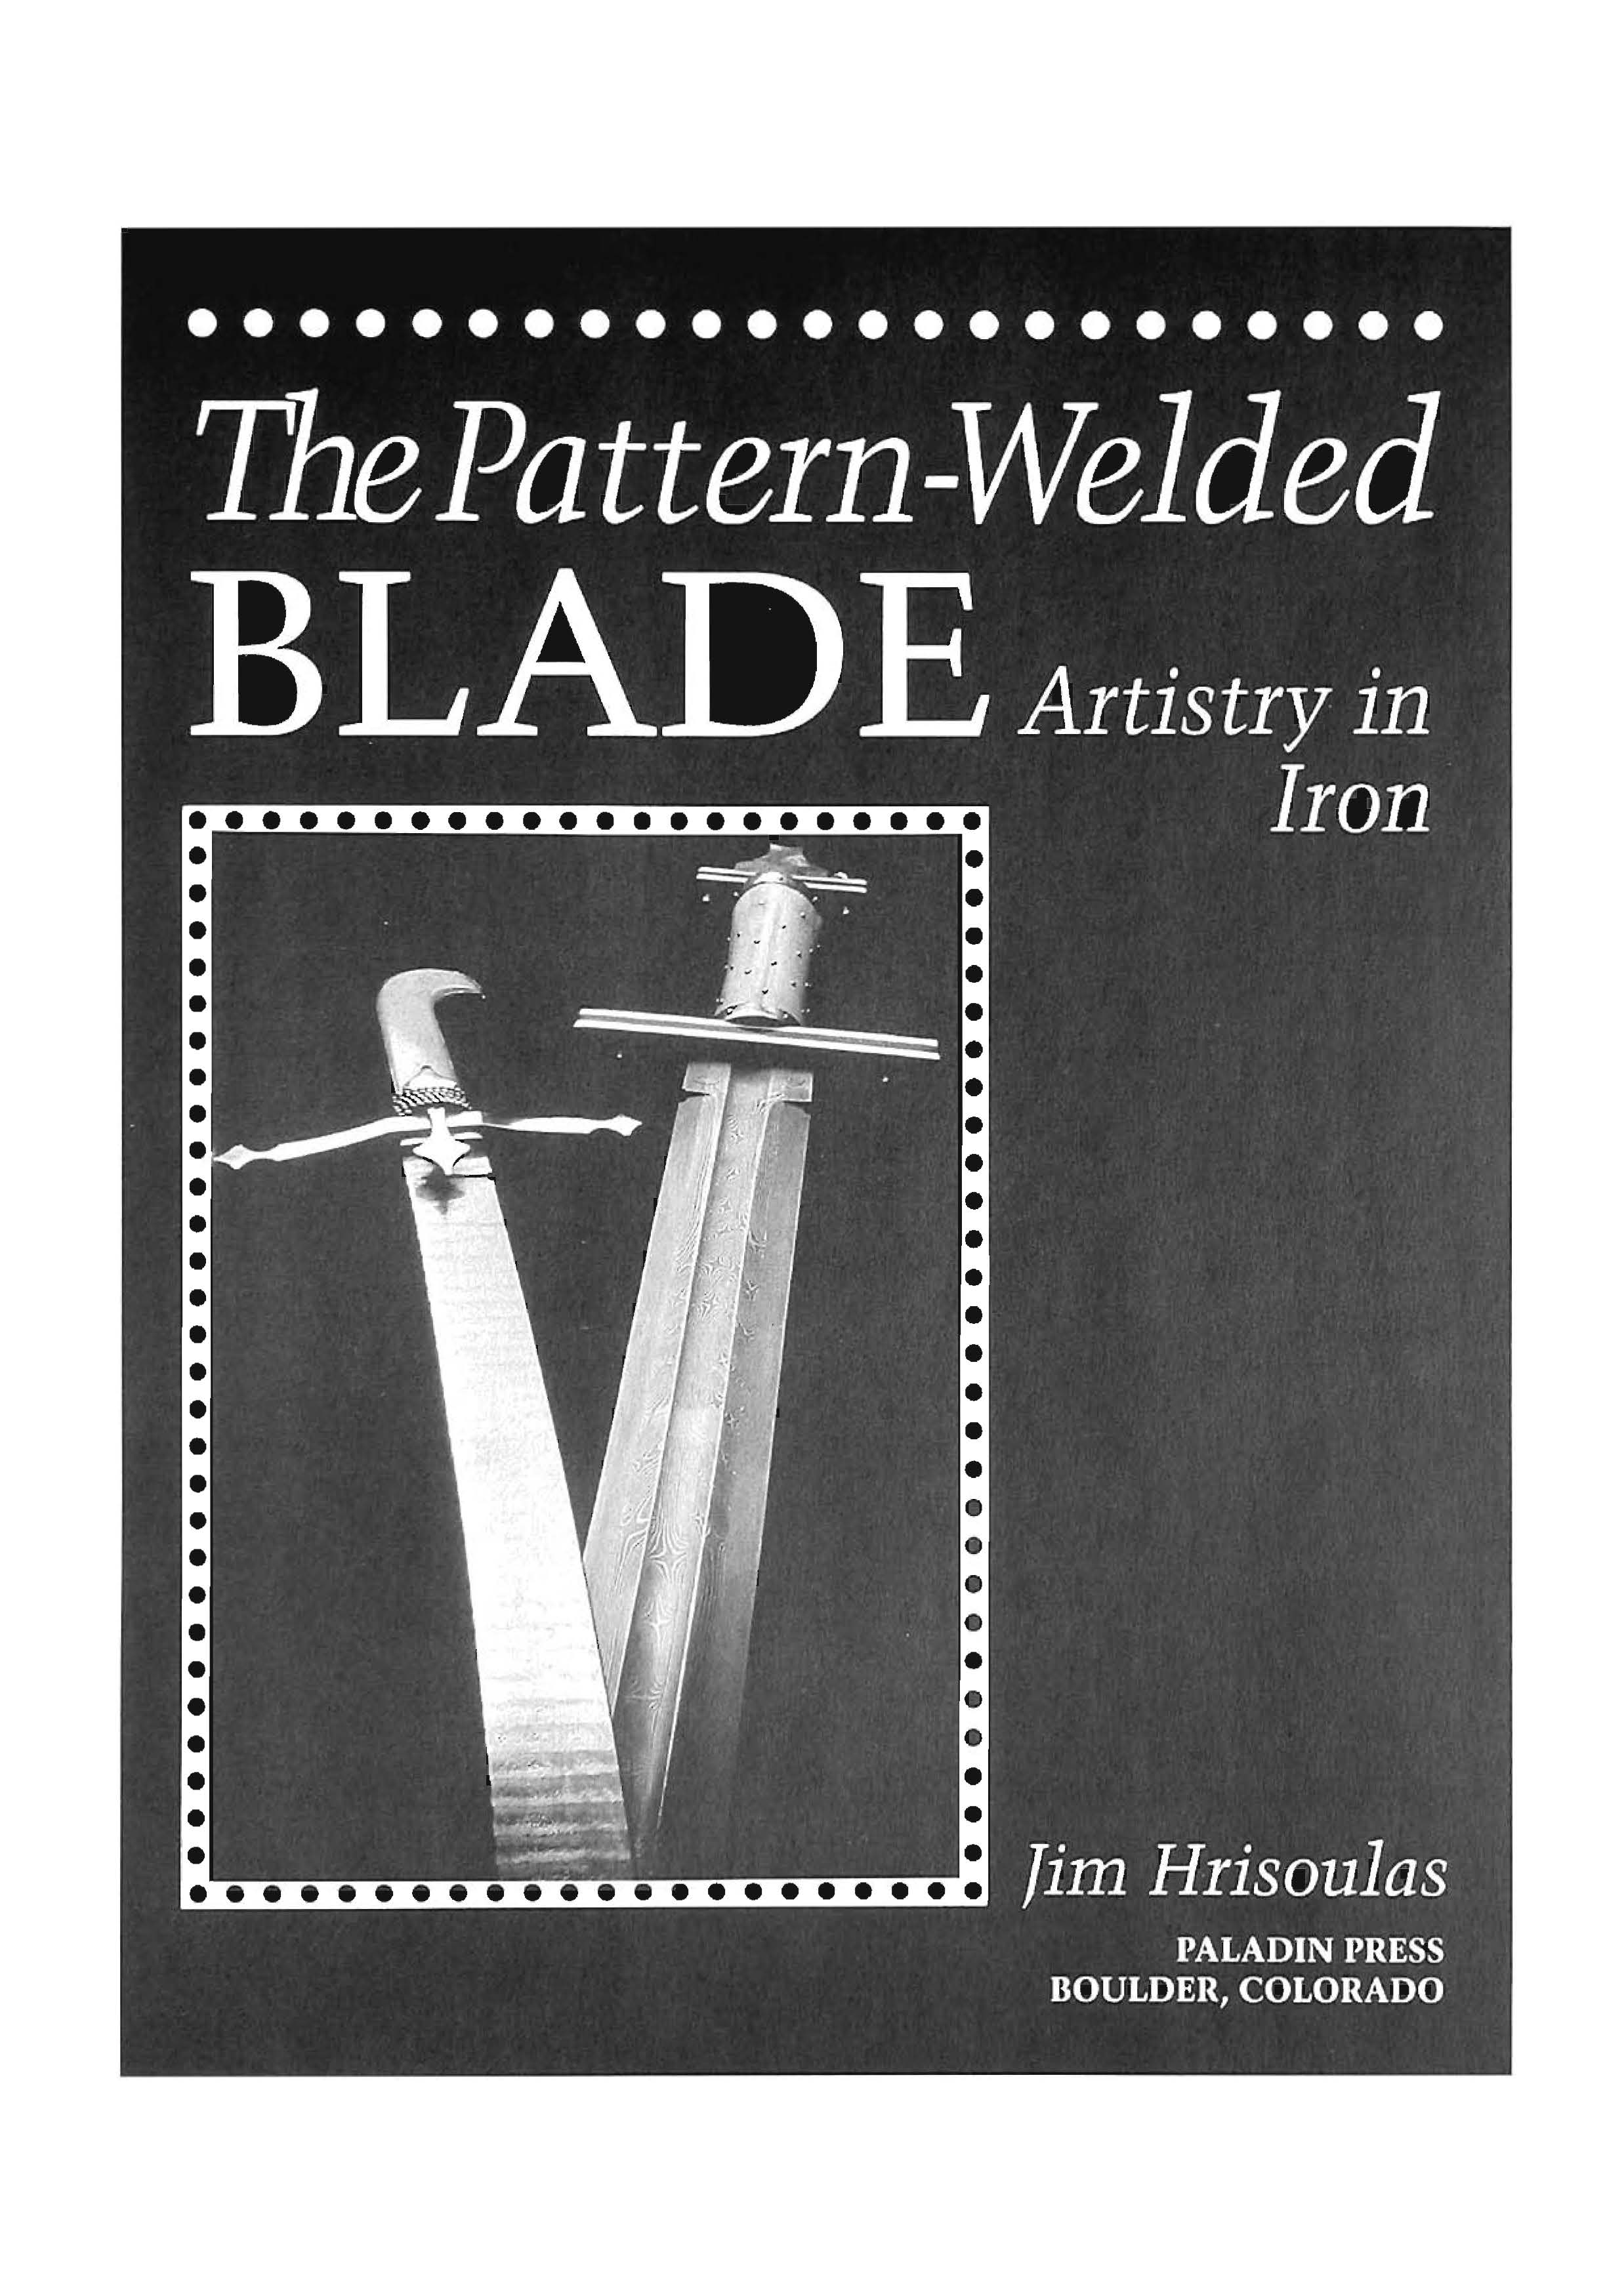 The Pattern-Welded
BLADE Artistry in
Iron
Jim Hrisoulas
PALADIN PRESS
BOULDER, COLORADO